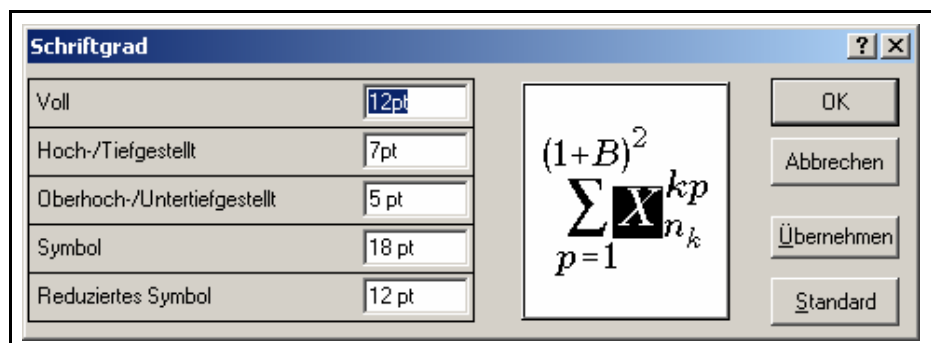 Schriftgrad
Voll 12pt
Hoch-/Tiefgestellt 7pt
Oberhoch-/Untertiefgestellt 5 pt
Symbol 18 pt
Reduziertes Symbol 12 pt
(1+B)²
∑ X kp
n k
p=1
OK
Abbrechen
Übernehmen
Standard